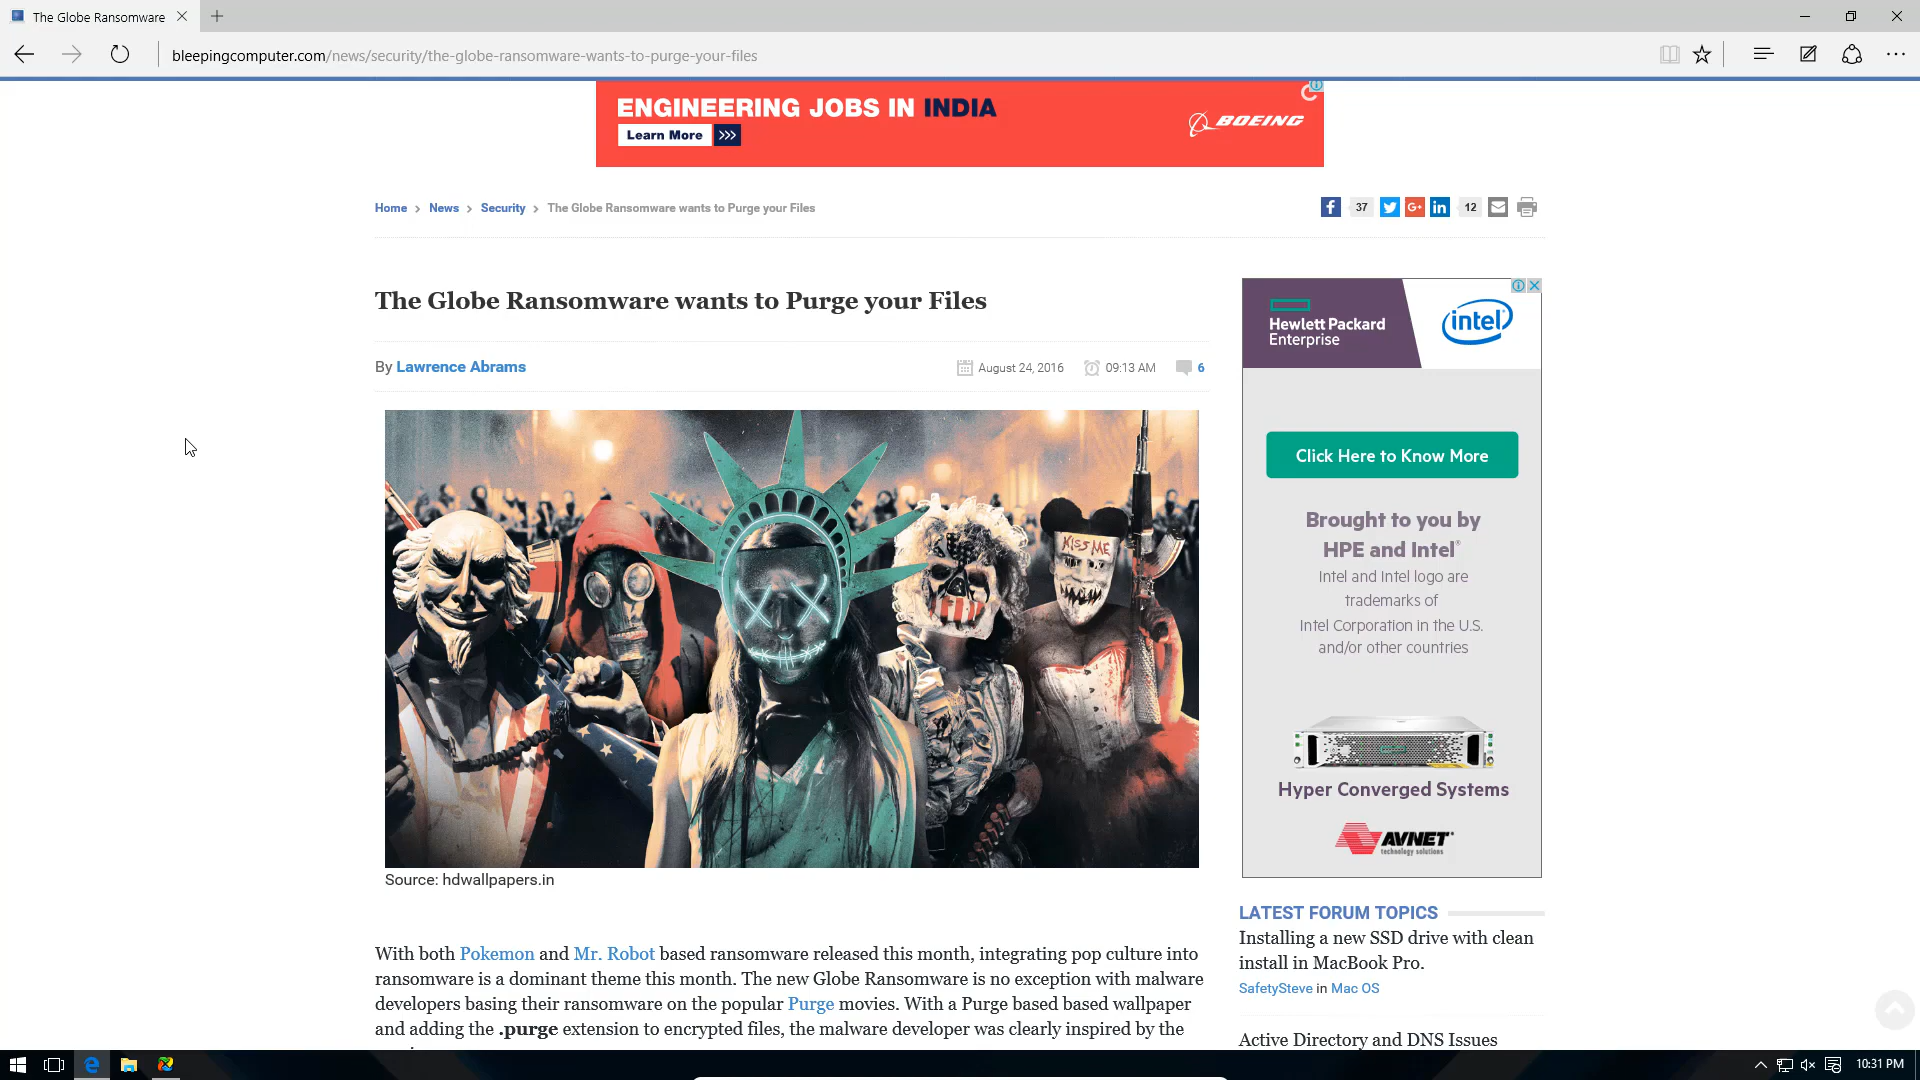 The Globe Ransomware
bleepingcomputer.com/news/security/the-globe-ransomware-wants-to-purge-your-files
ENGINEERING JOBS IN INDIA
Learn More >>>
BOEING
Home > News > Security > The Globe Ransomware wants to Purge your Files
f 37 G+ in 12
The Globe Ransomware wants to Purge your Files
By Lawrence Abrams
August 24, 2016 09:13 AM 6
KISS ME
Source: hdwallpapers.in
With both Pokemon and Mr. Robot based ransomware released this month, integrating pop culture into
ransomware is a dominant theme this month. The new Globe Ransomware is no exception with malware
developers basing their ransomware on the popular Purge movies. With a Purge based based wallpaper
and adding the .purge extension to encrypted files, the malware developer was clearly inspired by the
Hewlett Packard
Enterprise
intel
Click Here to Know More
Brought to you by
HPE and Intel®
Intel and Intel logo are
trademarks of
Intel Corporation in the U.S.
and/or other countries
Hyper Converged Systems
AVNET
technology solutions
LATEST FORUM TOPICS
Installing a new SSD drive with clean
install in MacBook Pro.
SafetySteve in Mac OS
Active Directory and DNS Issues
10:31 PM